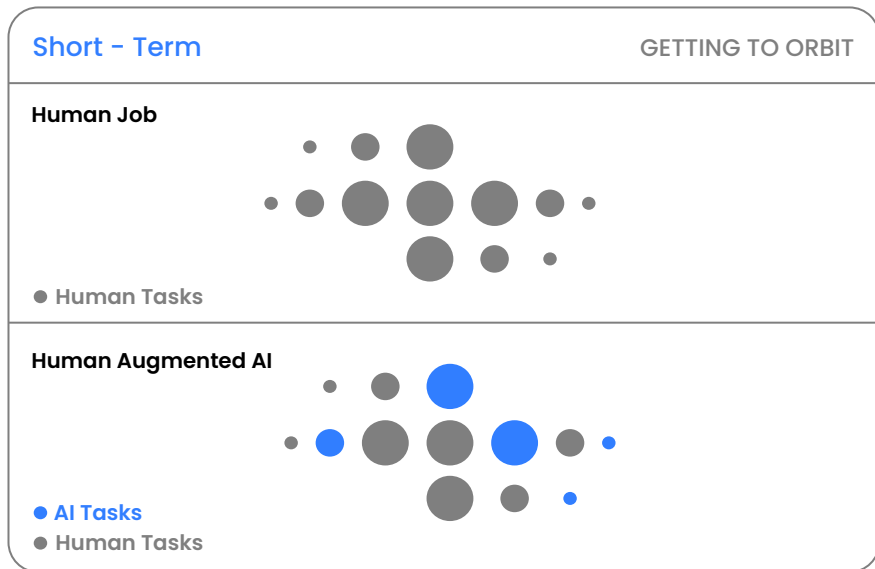 Short - Term
GETTING TO ORBIT
Human Job
Human Tasks
Human Augmented AI
AI Tasks
Human Tasks